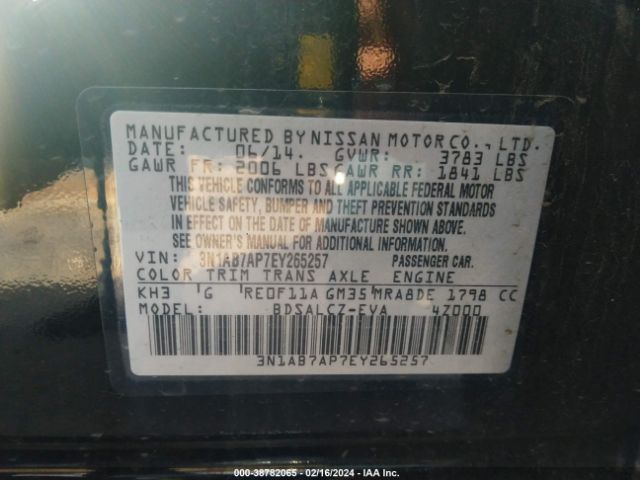 MANUFACTURED BY NISSAN MOTOR CO., LTD.
DATE: 06/14. GVWR: 3783 LBS
GAWR FR: 2006 LBS GAWR RR: 1841 LBS
THIS VEHICLE CONFORMS TO ALL APPLICABLE FEDERAL MOTOR
VEHICLE SAFETY, BUMPER AND THEFT PREVENTION STANDARDS
IN EFFECT ON THE DATE OF MANUFACTURE SHOWN ABOVE.
SEE OWNER'S MANUAL FOR ADDITIONAL INFORMATION.
VIN: 3N1AB7AP7EY265257 PASSENGER CAR.
COLOR TRIM TRANS AXLE ENGINE
KH3 G RE0F11A GM35 MRA8DE 1798 CC
MODEL: BDSALCZ-EVA 4Z000
3N1AB7AP7EY265257
000-38782065 - 02/16/2024 - IAA Inc.